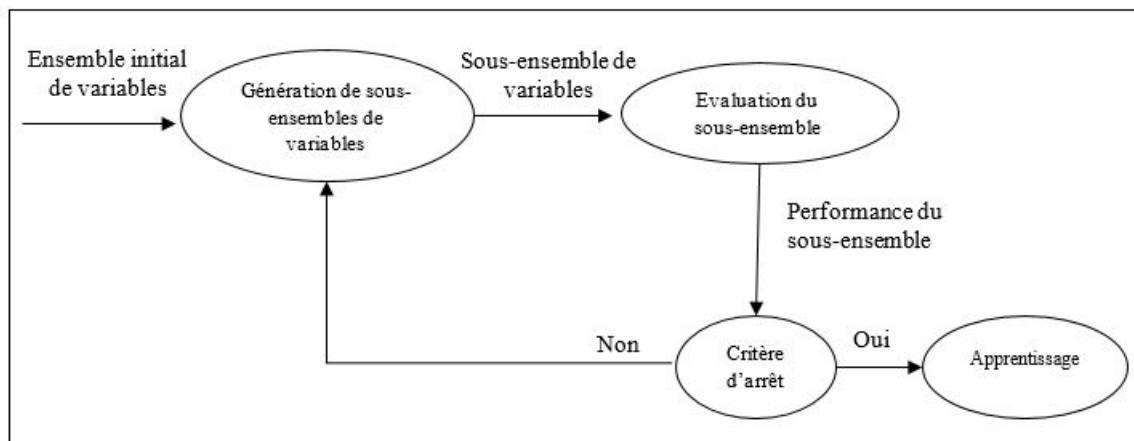 Ensemble initial
de variables
Génération de sous-
ensembles de
variables
Sous-ensemble de
variables
Evaluation du
sous-ensemble
Performance du
sous-ensemble
Critère
d'arrêt
Non
Oui
Apprentissage